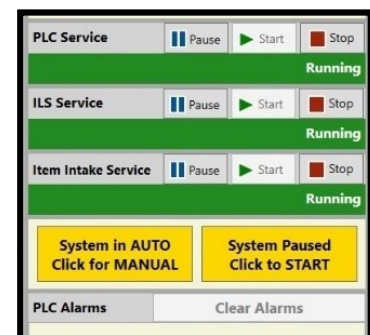 PLC Service Pause Start Stop
Running
ILS Service Pause Start Stop
Running
Item Intake Service Pause Start Stop
Running
System in AUTO System Paused
Click for MANUAL Click to START
PLC Alarms Clear Alarms